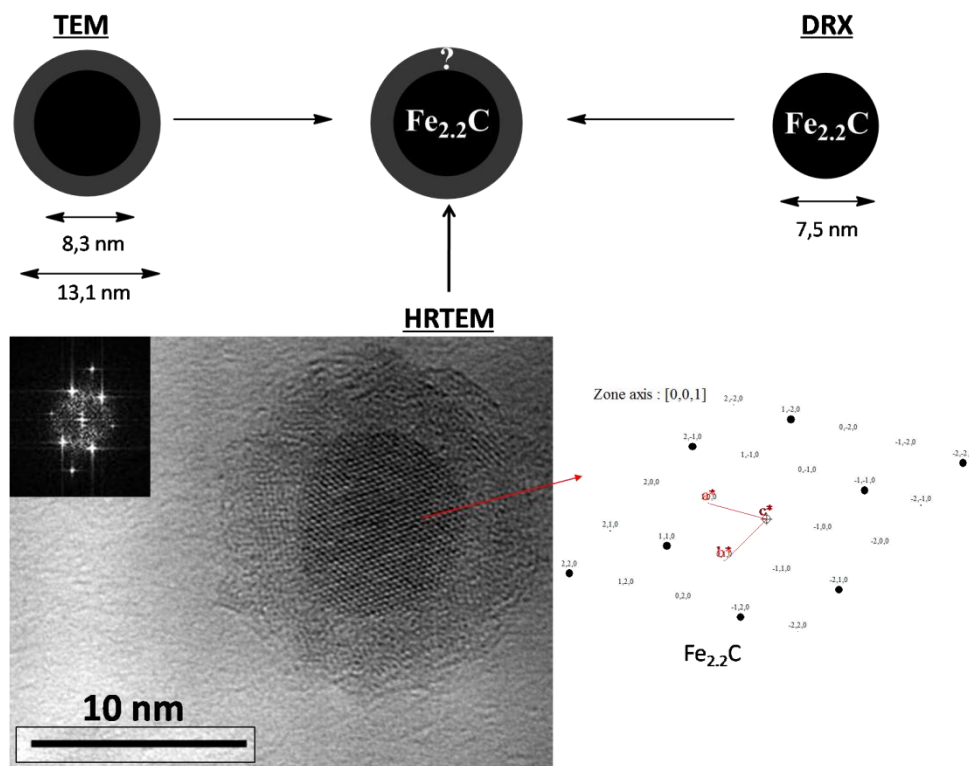 TEM
DRX
?
Fe2.2C
Fe2.2C
8,3 nm
13,1 nm
7,5 nm
HRTEM
Zone axis : [0,0,1]
2,-2,0
1,-2,0
0,-2,0
-1,-2,0
2,-1,0
1,-1,0
0,-1,0
-1,-1,0
-2,-1,0
2,0,0
a*
c*
-1,0,0
-2,0,0
2,1,0
1,1,0
b*
-1,1,0
-2,1,0
2,2,0
1,2,0
0,2,0
-1,2,0
-2,2,0
Fe2.2C
10 nm